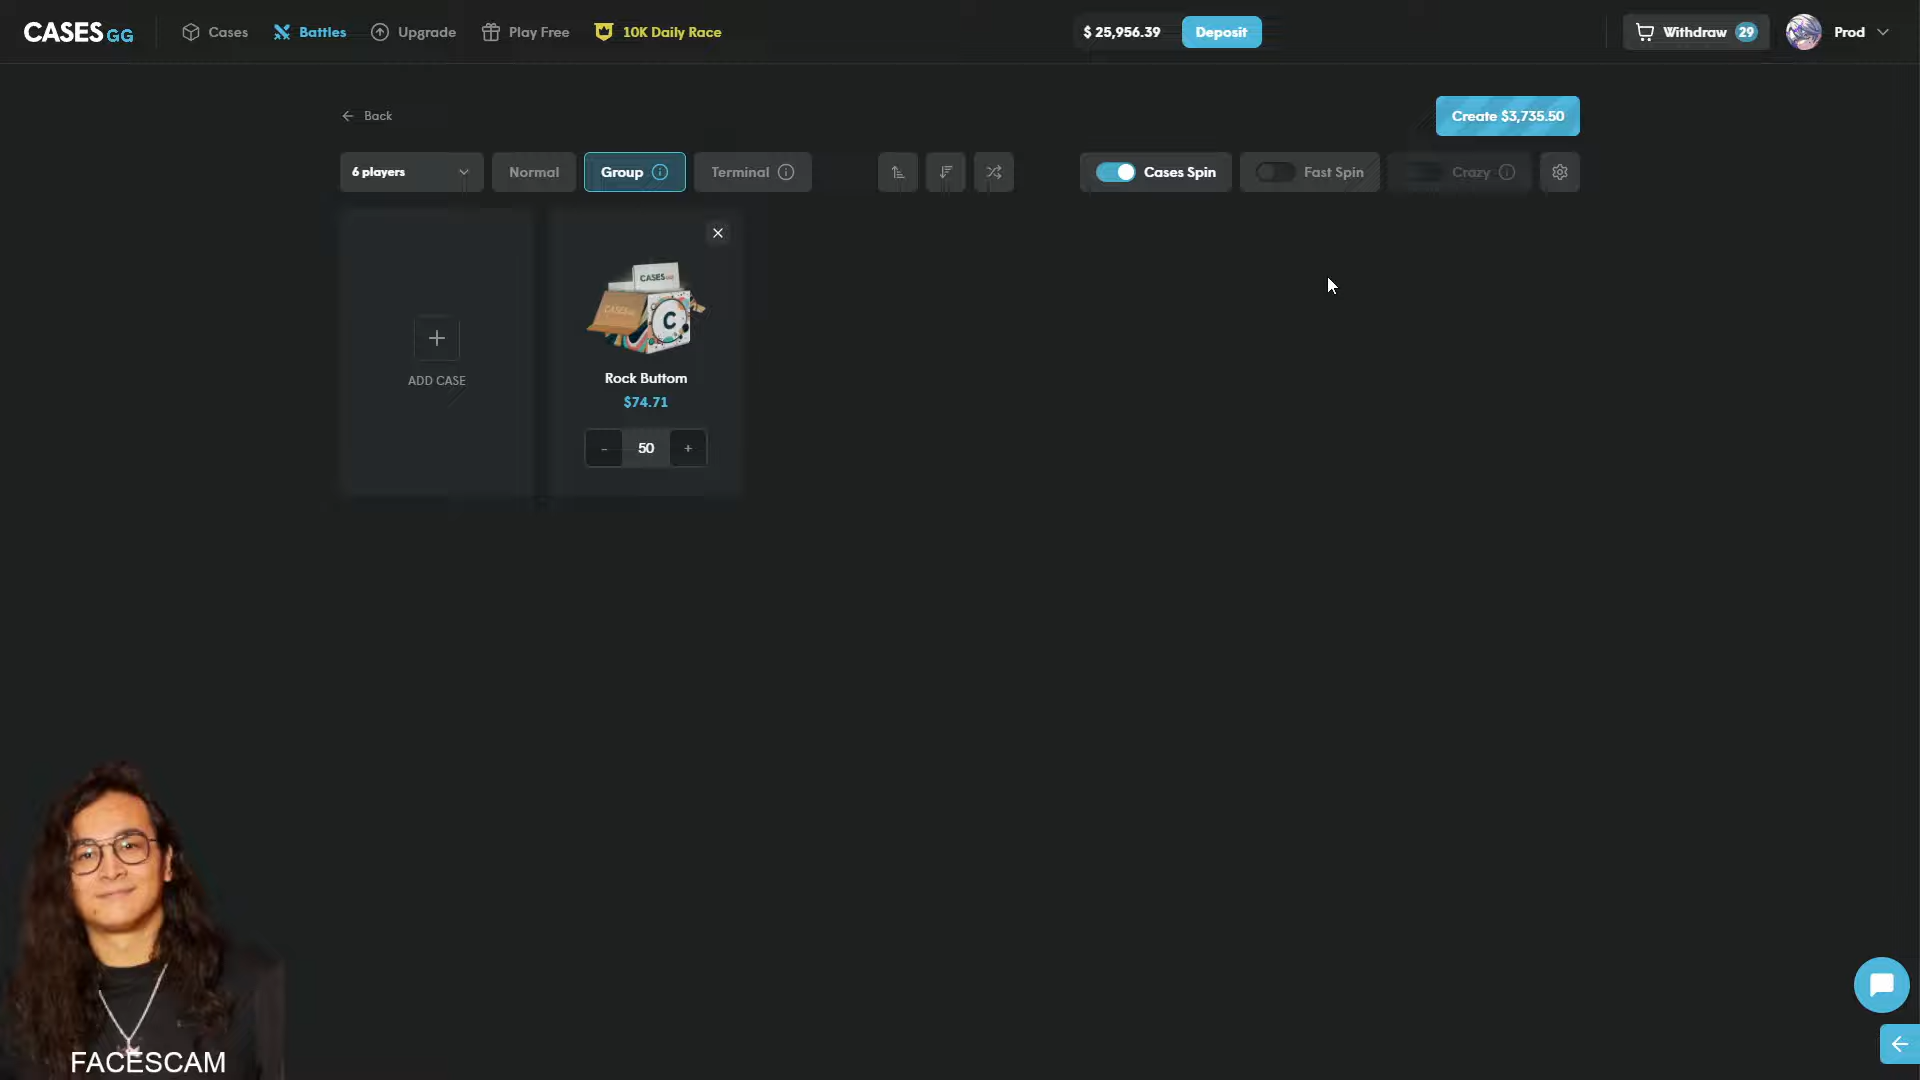 CASES GG
Cases
Battles
Upgrade
Play Free
10K Daily Race
$ 25,956.39
Deposit
Withdraw 29
Prod
Back
Create $3,735.50
6 players
Normal
Group
Terminal
Cases Spin
Fast Spin
Crazy
ADD CASE
CASES
CASES
C
Rock Buttom
$74.71
- 50 +
FACESCAM